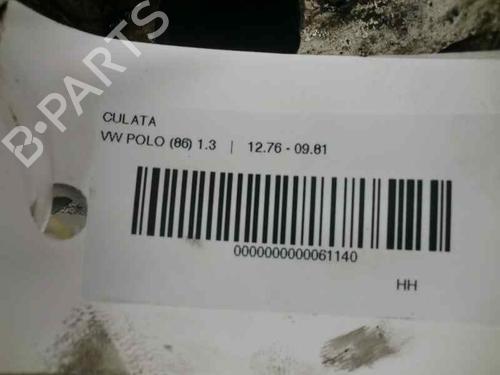 B-PARTS
CULATA
VW POLO (86) 1.3 | 12.76 - 09.81
0000000000061140
HH